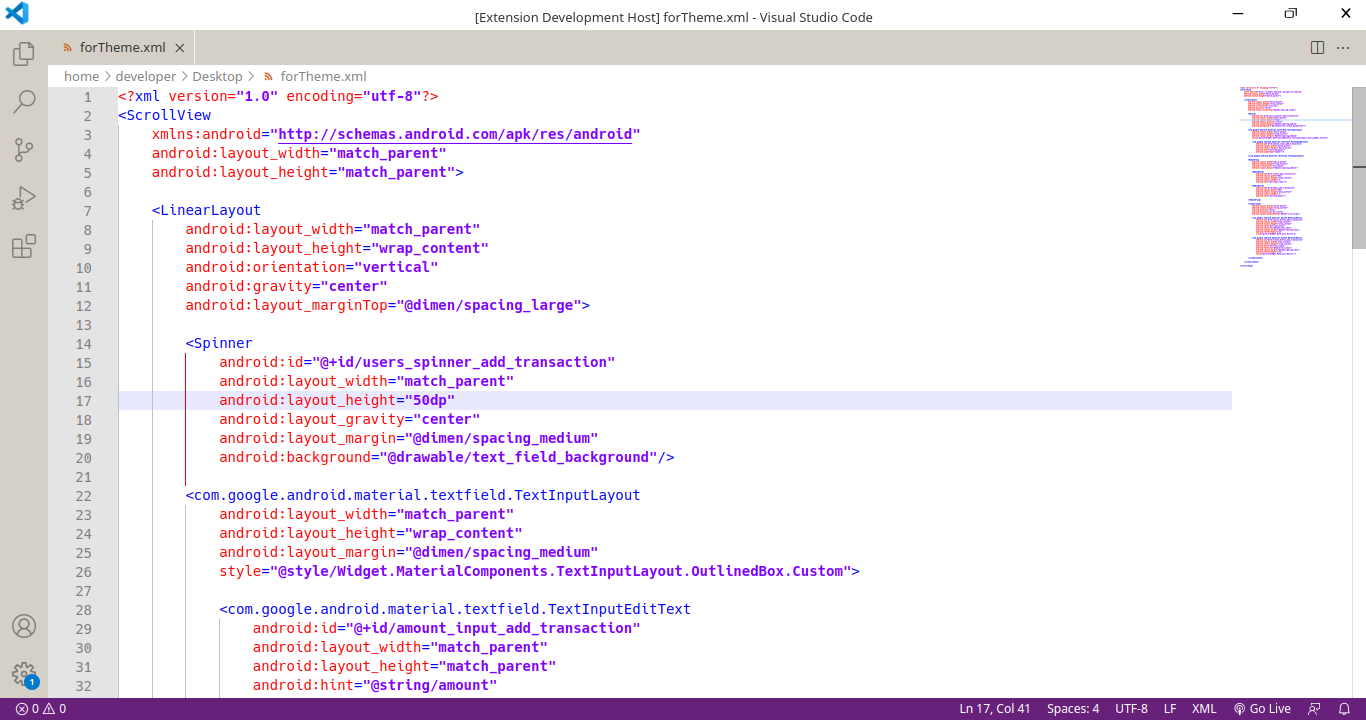 [Extension Development Host] forTheme.xml - Visual Studio Code
forTheme.xml
home > developer > Desktop > forTheme.xml
1 <?xml version="1.0" encoding="utf-8"?>
2 <ScrollView
3 xmlns:android="http://schemas.android.com/apk/res/android"
4 android:layout_width="match_parent"
5 android:layout_height="match_parent">
6
7 <LinearLayout
8 android:layout_width="match_parent"
9 android:layout_height="wrap_content"
10 android:orientation="vertical"
11 android:gravity="center"
12 android:layout_marginTop="@dimen/spacing_large">
13
14 <Spinner
15 android:id="@+id/users_spinner_add_transaction"
16 android:layout_width="match_parent"
17 android:layout_height="50dp"
18 android:layout_gravity="center"
19 android:layout_margin="@dimen/spacing_medium"
20 android:background="@drawable/text_field_background"/>
21
22 <com.google.android.material.textfield.TextInputLayout
23 android:layout_width="match_parent"
24 android:layout_height="wrap_content"
25 android:layout_margin="@dimen/spacing_medium"
26 style="@style/Widget.MaterialComponents.TextInputLayout.OutlinedBox.Custom">
27
28 <com.google.android.material.textfield.TextInputEditText
29 android:id="@+id/amount_input_add_transaction"
30 android:layout_width="match_parent"
31 android:layout_height="match_parent"
32 android:hint="@string/amount"
1
0 0 Ln 17, Col 41 Spaces: 4 UTF-8 LF XML Go Live